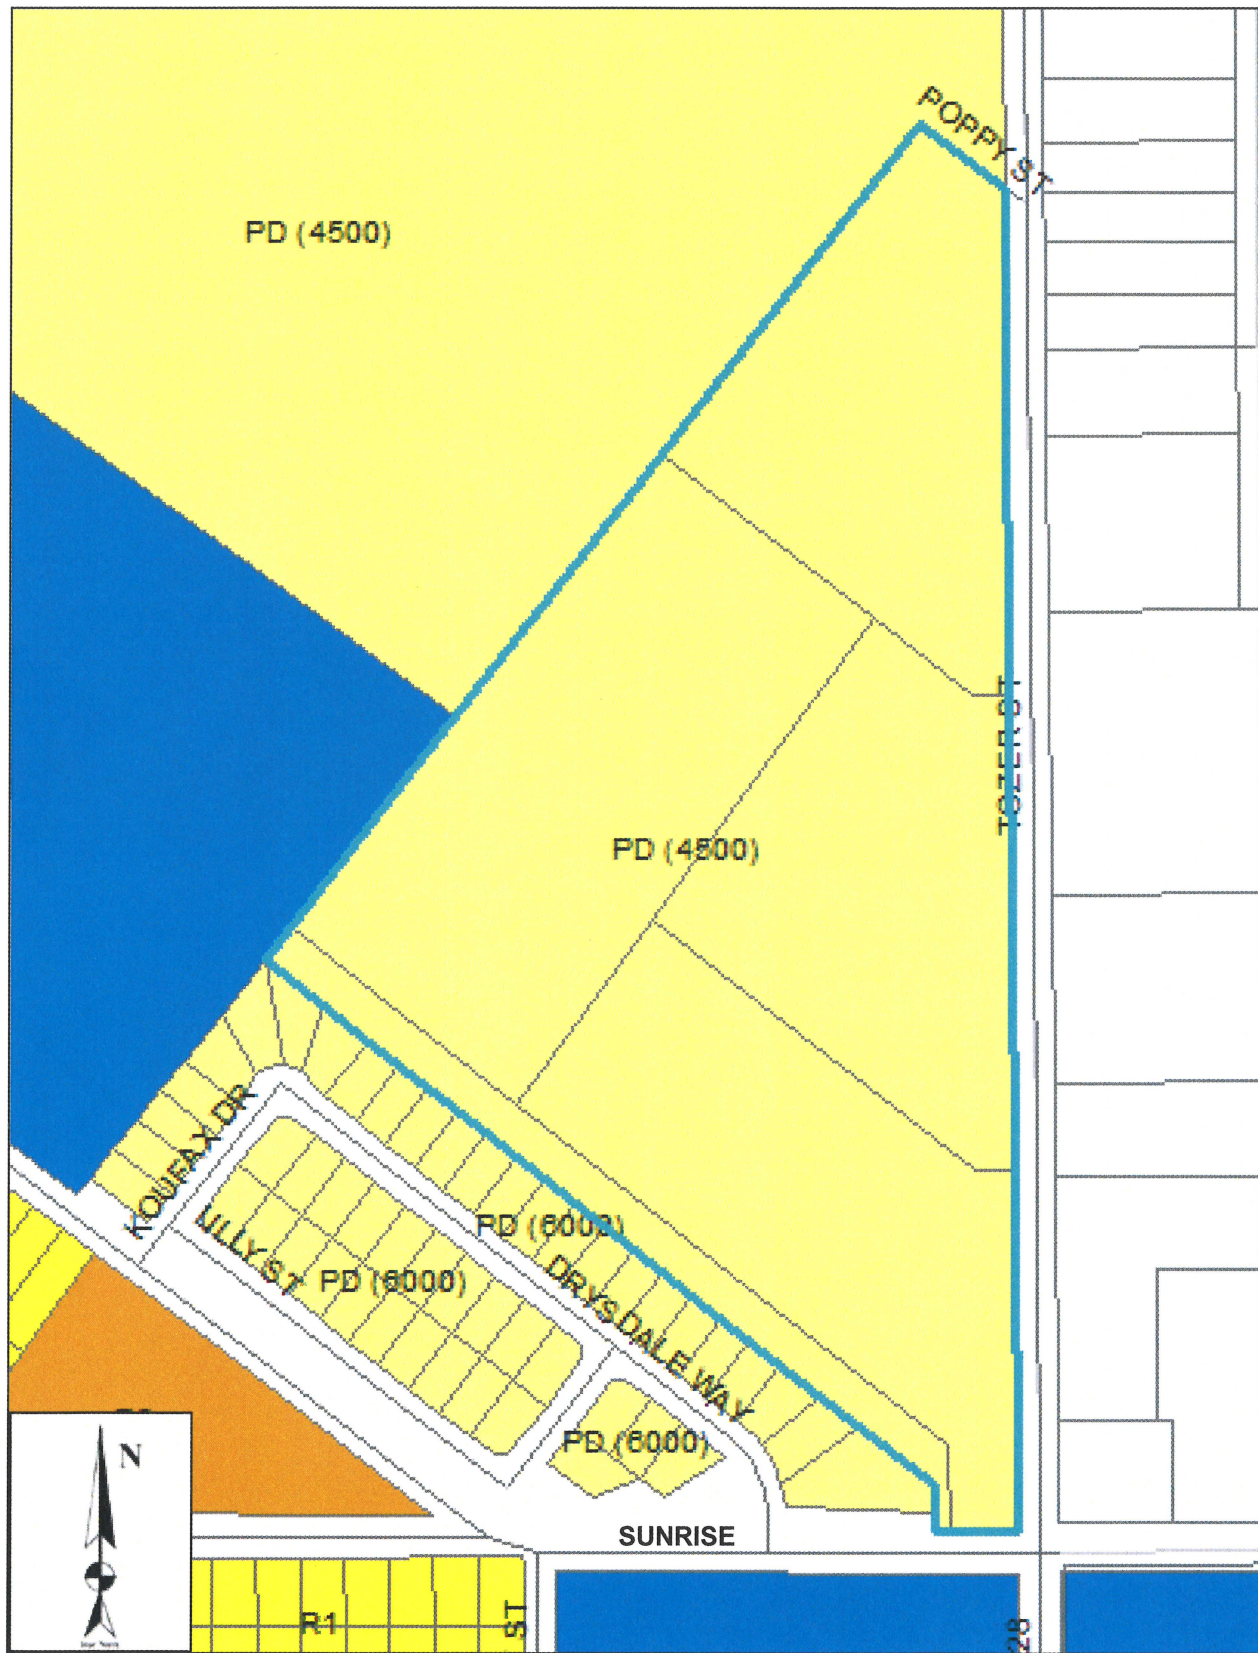 POPPY ST
PD (4500)
TOZER ST
PD (4500)
KOUFAX DR
LILLY ST
PD (6000)
PD (6000)
DRYSDALE WAY
PD (6000)
N
SUNRISE
R1
ST
28